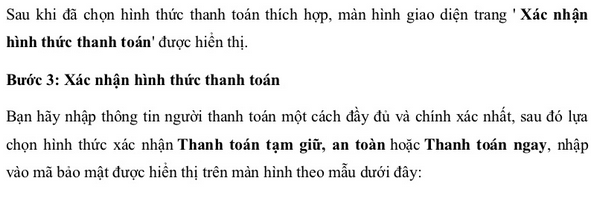 Sau khi đã chọn hình thức thanh toán thích hợp, màn hình giao diện trang ' Xác nhận
hình thức thanh toán' được hiển thị.
Bước 3: Xác nhận hình thức thanh toán
Bạn hãy nhập thông tin người thanh toán một cách đầy đủ và chính xác nhất, sau đó lựa
chọn hình thức xác nhận Thanh toán tạm giữ, an toàn hoặc Thanh toán ngay, nhập
vào mã bảo mật được hiển thị trên màn hình theo mẫu dưới đây: